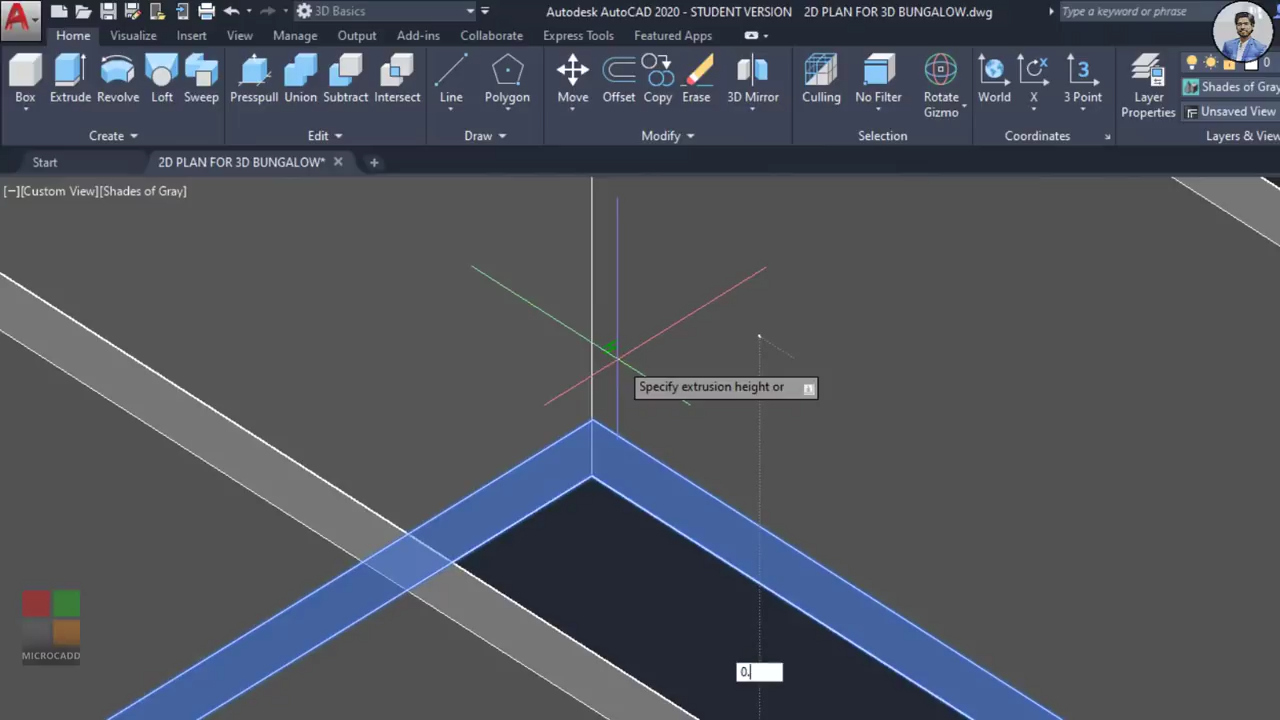 3D Basics
Autodesk AutoCAD 2020 - STUDENT VERSION 2D PLAN FOR 3D BUNGALOW.dwg
Type a keyword or phrase
Home Visualize Insert View Manage Output Add-ins Collaborate Express Tools Featured Apps
Box Extrude Revolve Loft Sweep Presspull Union Subtract Intersect Line Polygon Move Offset Copy Erase 3D Mirror Culling No Filter Rotate Gizmo World X 3 Point Layer Properties
0
Shades of Gray
Unsaved View
Create Edit Draw Modify Selection Coordinates Layers & View
Start 2D PLAN FOR 3D BUNGALOW*
[−][Custom View][Shades of Gray]
Specify extrusion height or
MICROCADD
0.